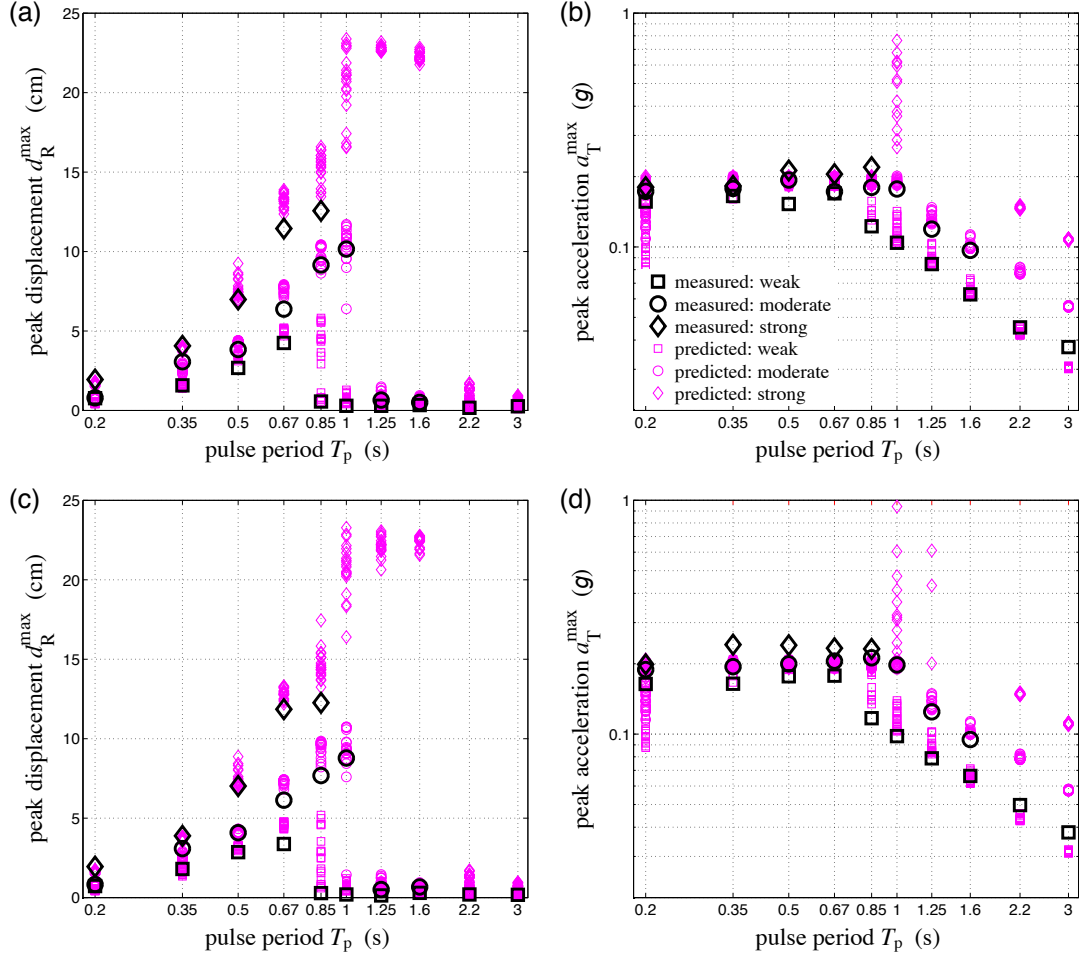 (a)
25
20
15
10
5
0
peak displacement d_R^max (cm)
0.2 0.35 0.5 0.67 0.85 1 1.25 1.6 2.2 3
pulse period T_p (s)
(b)
1
0.1
peak acceleration a_T^max (g)
measured: weak
measured: moderate
measured: strong
predicted: weak
predicted: moderate
predicted: strong
0.2 0.35 0.5 0.67 0.85 1 1.25 1.6 2.2 3
pulse period T_p (s)
(c)
25
20
15
10
5
0
peak displacement d_R^max (cm)
0.2 0.35 0.5 0.67 0.85 1 1.25 1.6 2.2 3
pulse period T_p (s)
(d)
1
0.1
peak acceleration a_T^max (g)
0.2 0.35 0.5 0.67 0.85 1 1.25 1.6 2.2 3
pulse period T_p (s)